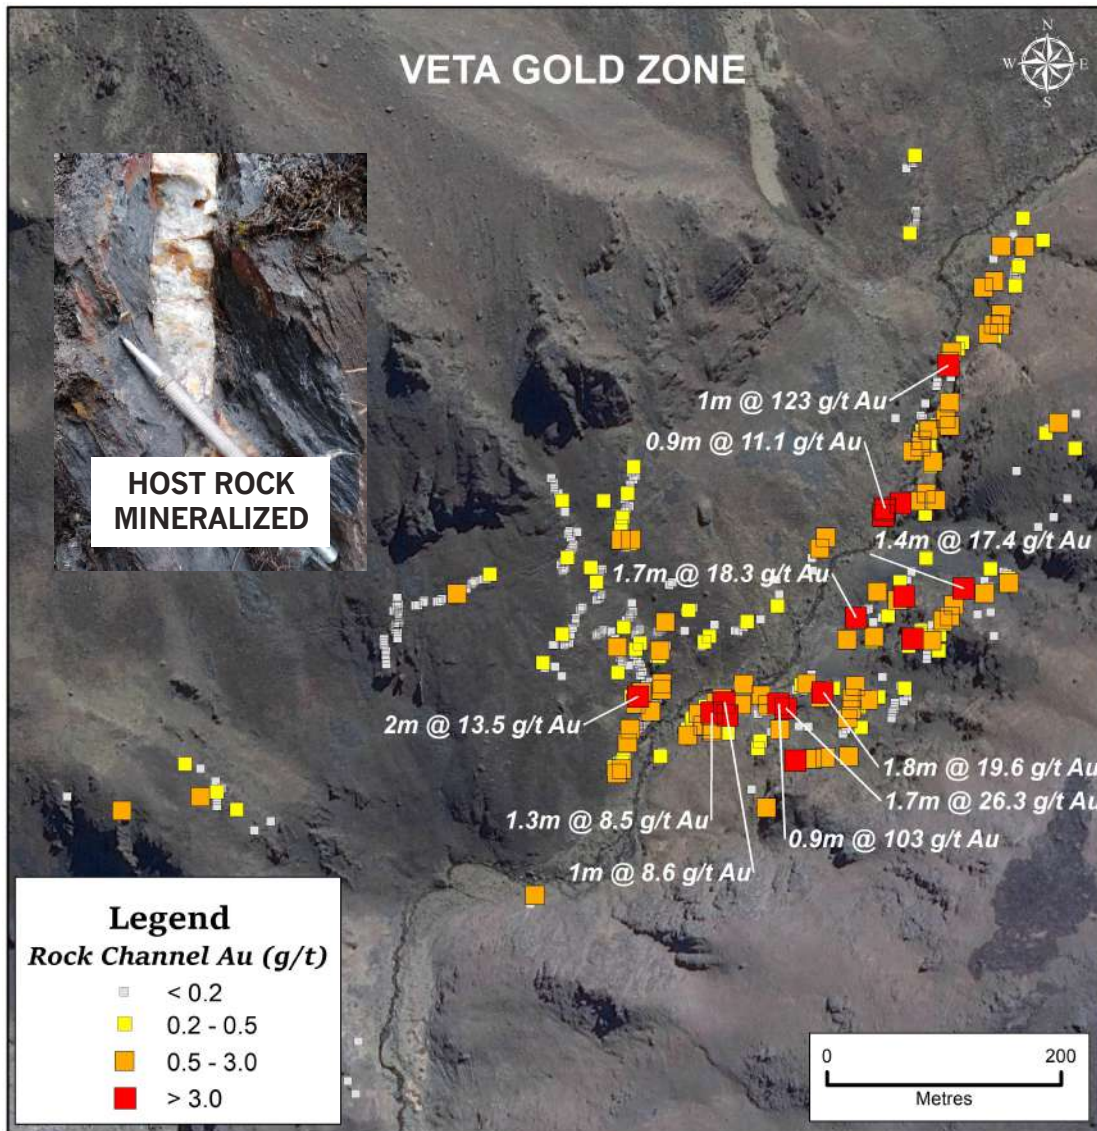 VETA GOLD ZONE
N
W E
S
HOST ROCK
MINERALIZED
1m @ 123 g/t Au
0.9m @ 11.1 g/t Au
1.4m @ 17.4 g/t Au
1.7m @ 18.3 g/t Au
2m @ 13.5 g/t Au
1.8m @ 19.6 g/t Au
1.7m @ 26.3 g/t Au
1.3m @ 8.5 g/t Au
0.9m @ 103 g/t Au
1m @ 8.6 g/t Au
Legend
Rock Channel Au (g/t)
< 0.2
0.2 - 0.5
0.5 - 3.0
> 3.0
0 200
Metres